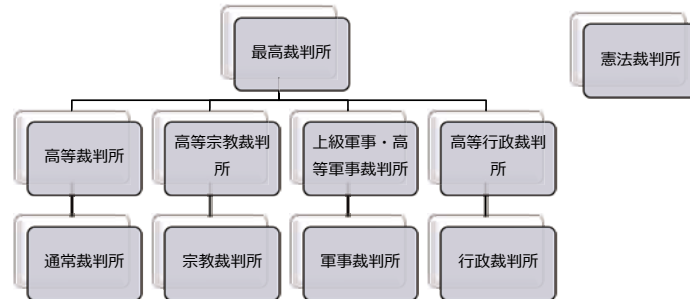 最高裁判所
憲法裁判所
高等裁判所
高等宗教裁判
所
上級軍事・高
等軍事裁判所
高等行政裁判
所
通常裁判所
宗教裁判所
軍事裁判所
行政裁判所